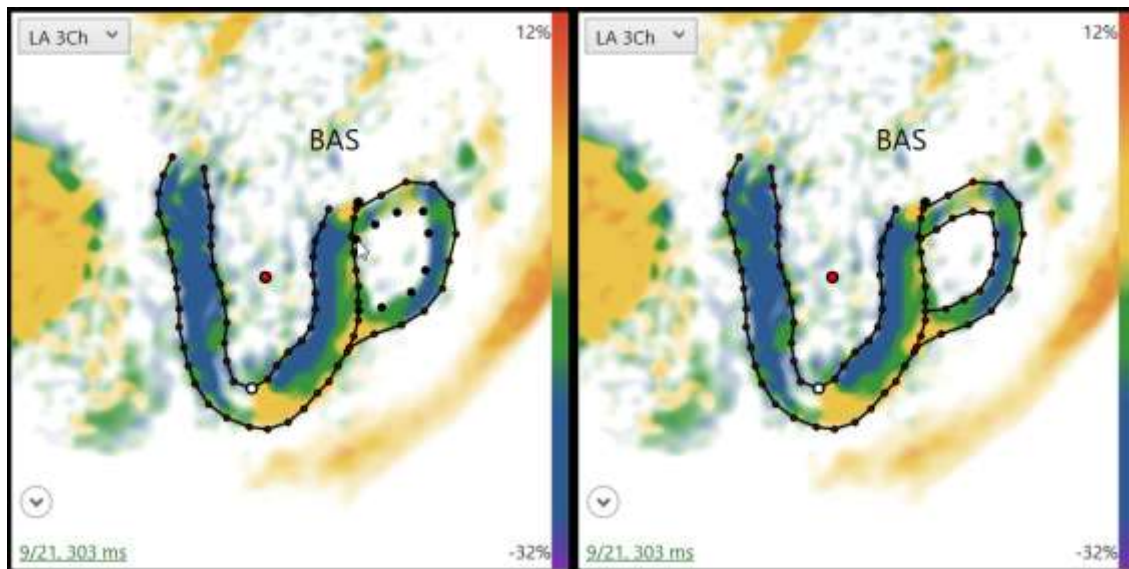 LA 3Ch
12%
BAS
9/21, 303 ms
-32%
LA 3Ch
12%
BAS
9/21, 303 ms
-32%